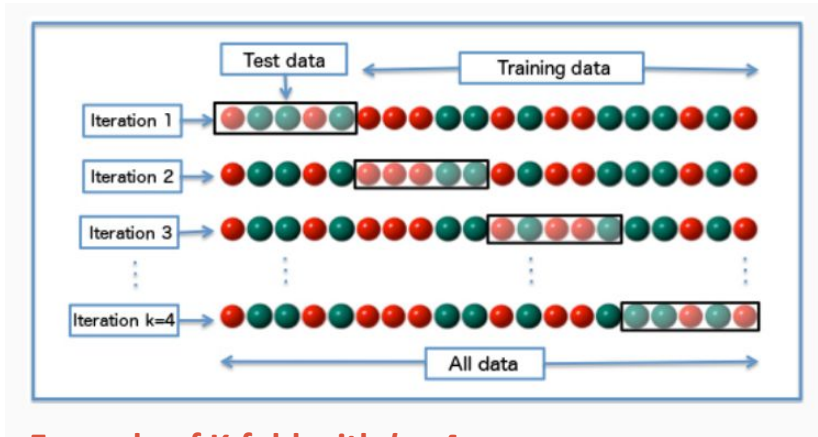 Test data
Training data
Iteration 1
Iteration 2
Iteration 3
Iteration k=4
All data